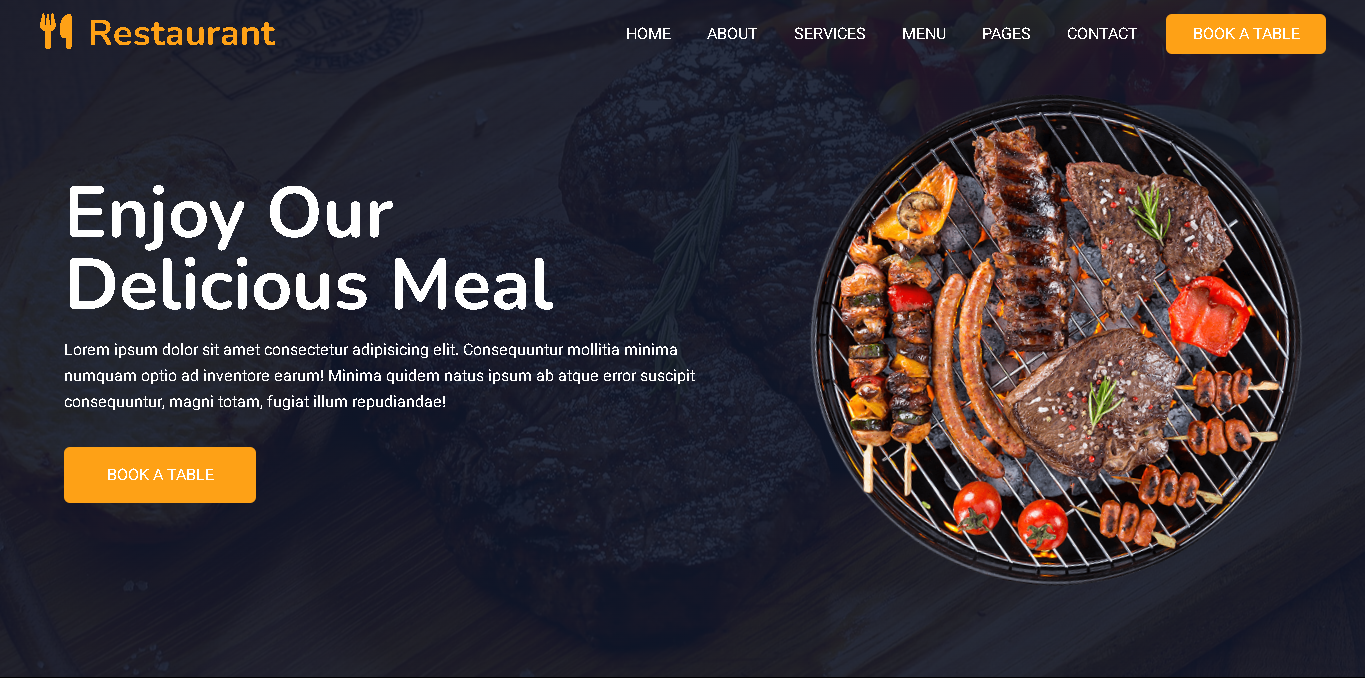 Restaurant
HOME ABOUT SERVICES MENU PAGES CONTACT BOOK A TABLE
Enjoy Our
Delicious Meal
Lorem ipsum dolor sit amet consectetur adipisicing elit. Consequuntur mollitia minima
numquam optio ad inventore earum! Minima quidem natus ipsum ab atque error suscipit
consequuntur, magni totam, fugiat illum repudiandae!
BOOK A TABLE